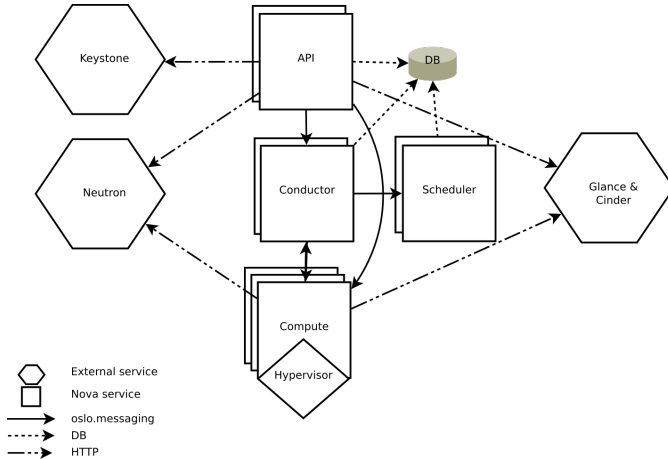 Keystone
API
DB
Neutron
Conductor
Scheduler
Glance &
Cinder
Compute
Hypervisor
External service
Nova service
oslo.messaging
DB
HTTP